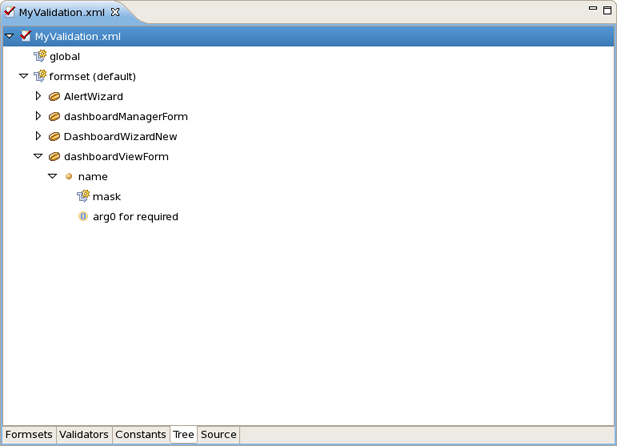 MyValidation.xml
MyValidation.xml
global
formset (default)
AlertWizard
dashboardManagerForm
DashboardWizardNew
dashboardViewForm
name
mask
arg0 for required
Formsets Validators Constants Tree Source